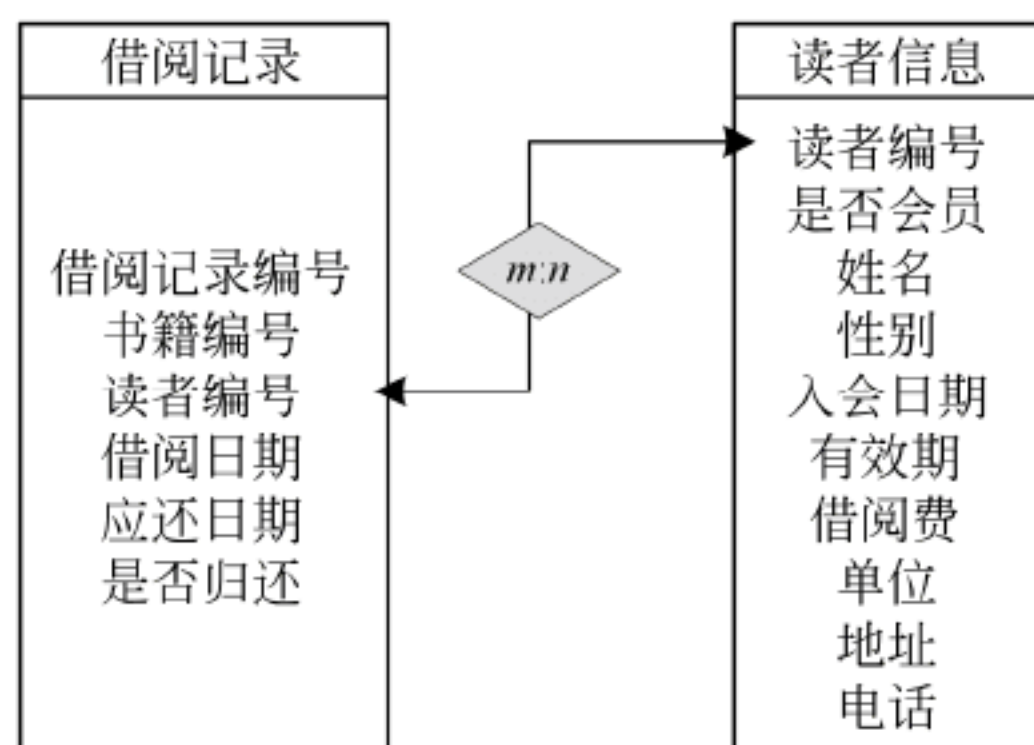 借阅记录
借阅记录编号
书籍编号
读者编号
借阅日期
应还日期
是否归还
m:n
读者信息
读者编号
是否会员
姓名
性别
入会日期
有效期
借阅费
单位
地址
电话